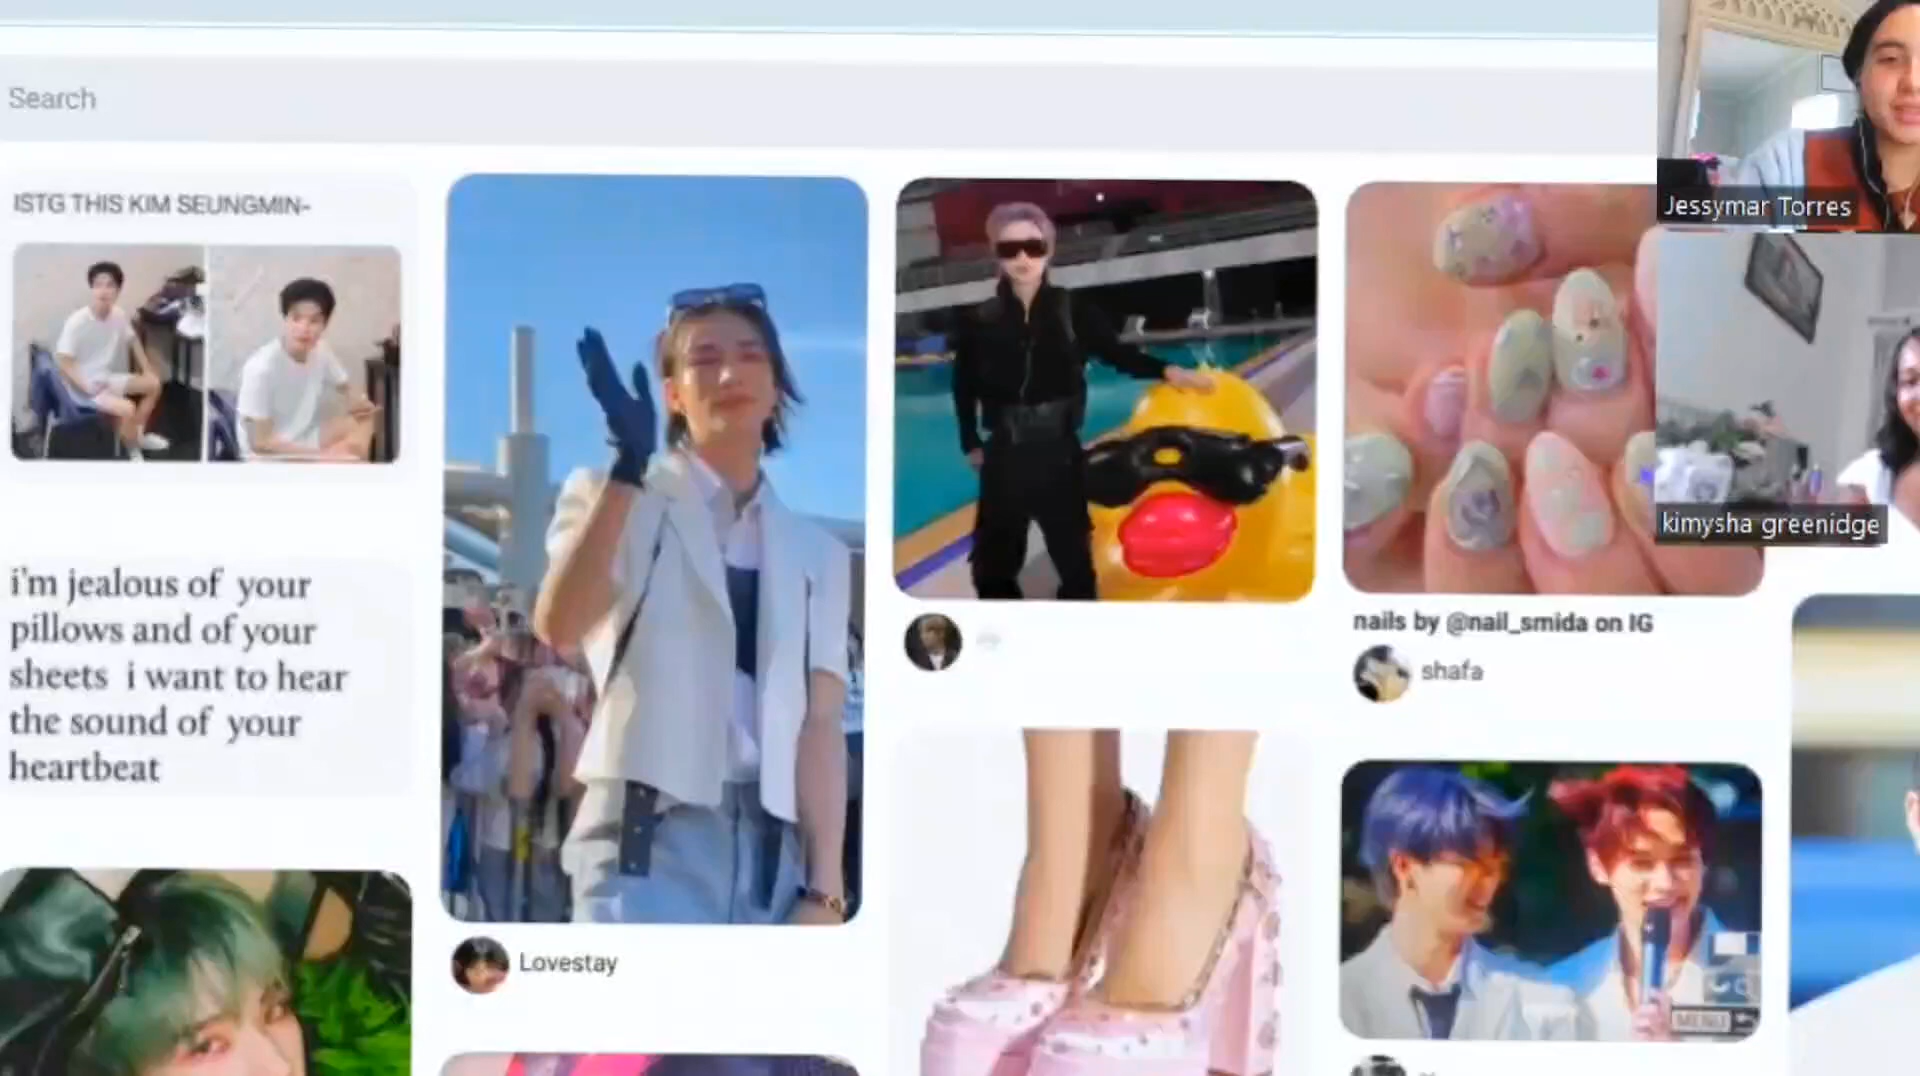 Search
ISTG THIS KIM SEUNGMIN-
i'm jealous of your
pillows and of your
sheets i want to hear
the sound of your
heartbeat
Lovestay
nails by @nail_smida on IG
shafa
MENU
Jessymar Torres
kimysha greenidge